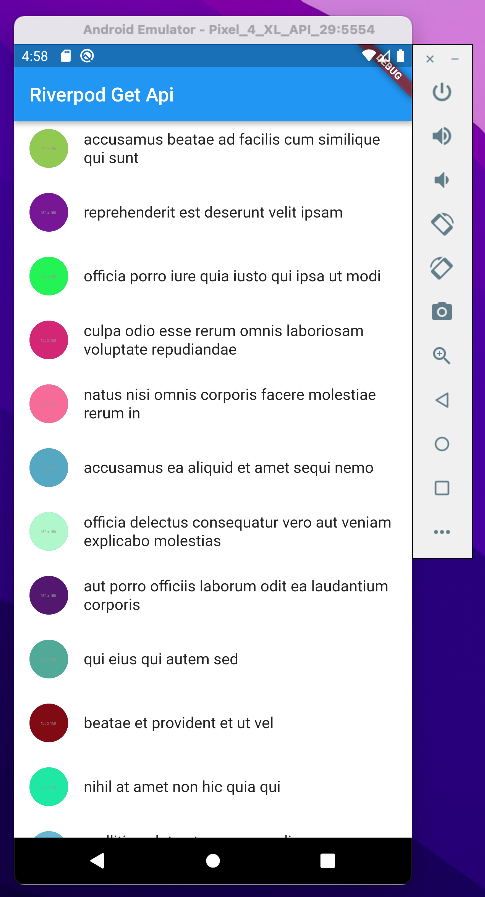 Android Emulator - Pixel_4_XL_API_29:5554
4:58
DEBUG
Riverpod Get Api
accusamus beatae ad facilis cum similique
qui sunt
reprehenderit est deserunt velit ipsam
officia porro iure quia iusto qui ipsa ut modi
culpa odio esse rerum omnis laboriosam
voluptate repudiandae
natus nisi omnis corporis facere molestiae
rerum in
accusamus ea aliquid et amet sequi nemo
officia delectus consequatur vero aut veniam
explicabo molestias
aut porro officiis laborum odit ea laudantium
corporis
qui eius qui autem sed
beatae et provident et ut vel
nihil at amet non hic quia qui